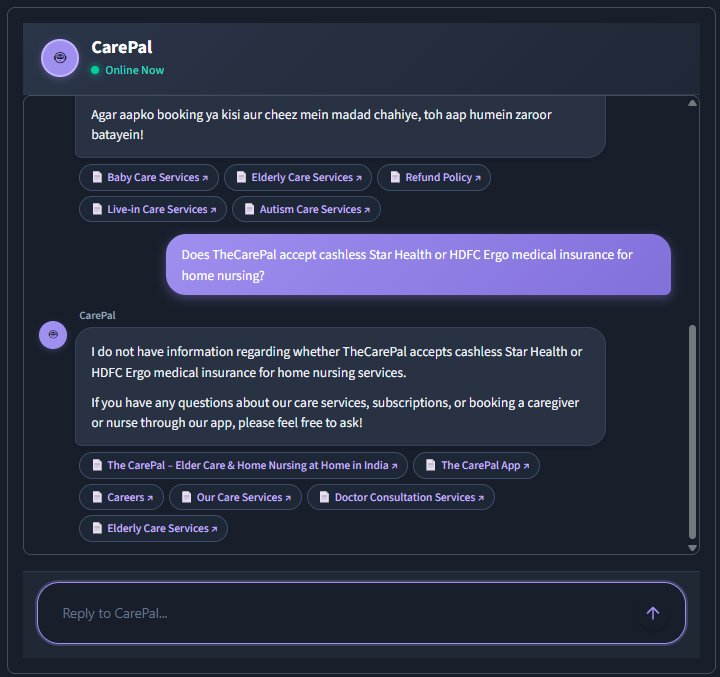 CarePal
Online Now
Agar aapko booking ya kisi aur cheez mein madad chahiye, toh aap humein zaroor
batayein!
Baby Care Services ↗
Elderly Care Services ↗
Refund Policy ↗
Live-in Care Services ↗
Autism Care Services ↗
Does TheCarePal accept cashless Star Health or HDFC Ergo medical insurance for
home nursing?
CarePal
I do not have information regarding whether TheCarePal accepts cashless Star Health or
HDFC Ergo medical insurance for home nursing services.
If you have any questions about our care services, subscriptions, or booking a caregiver
or nurse through our app, please feel free to ask!
The CarePal – Elder Care & Home Nursing at Home in India ↗
The CarePal App ↗
Careers ↗
Our Care Services ↗
Doctor Consultation Services ↗
Elderly Care Services ↗
Reply to CarePal...